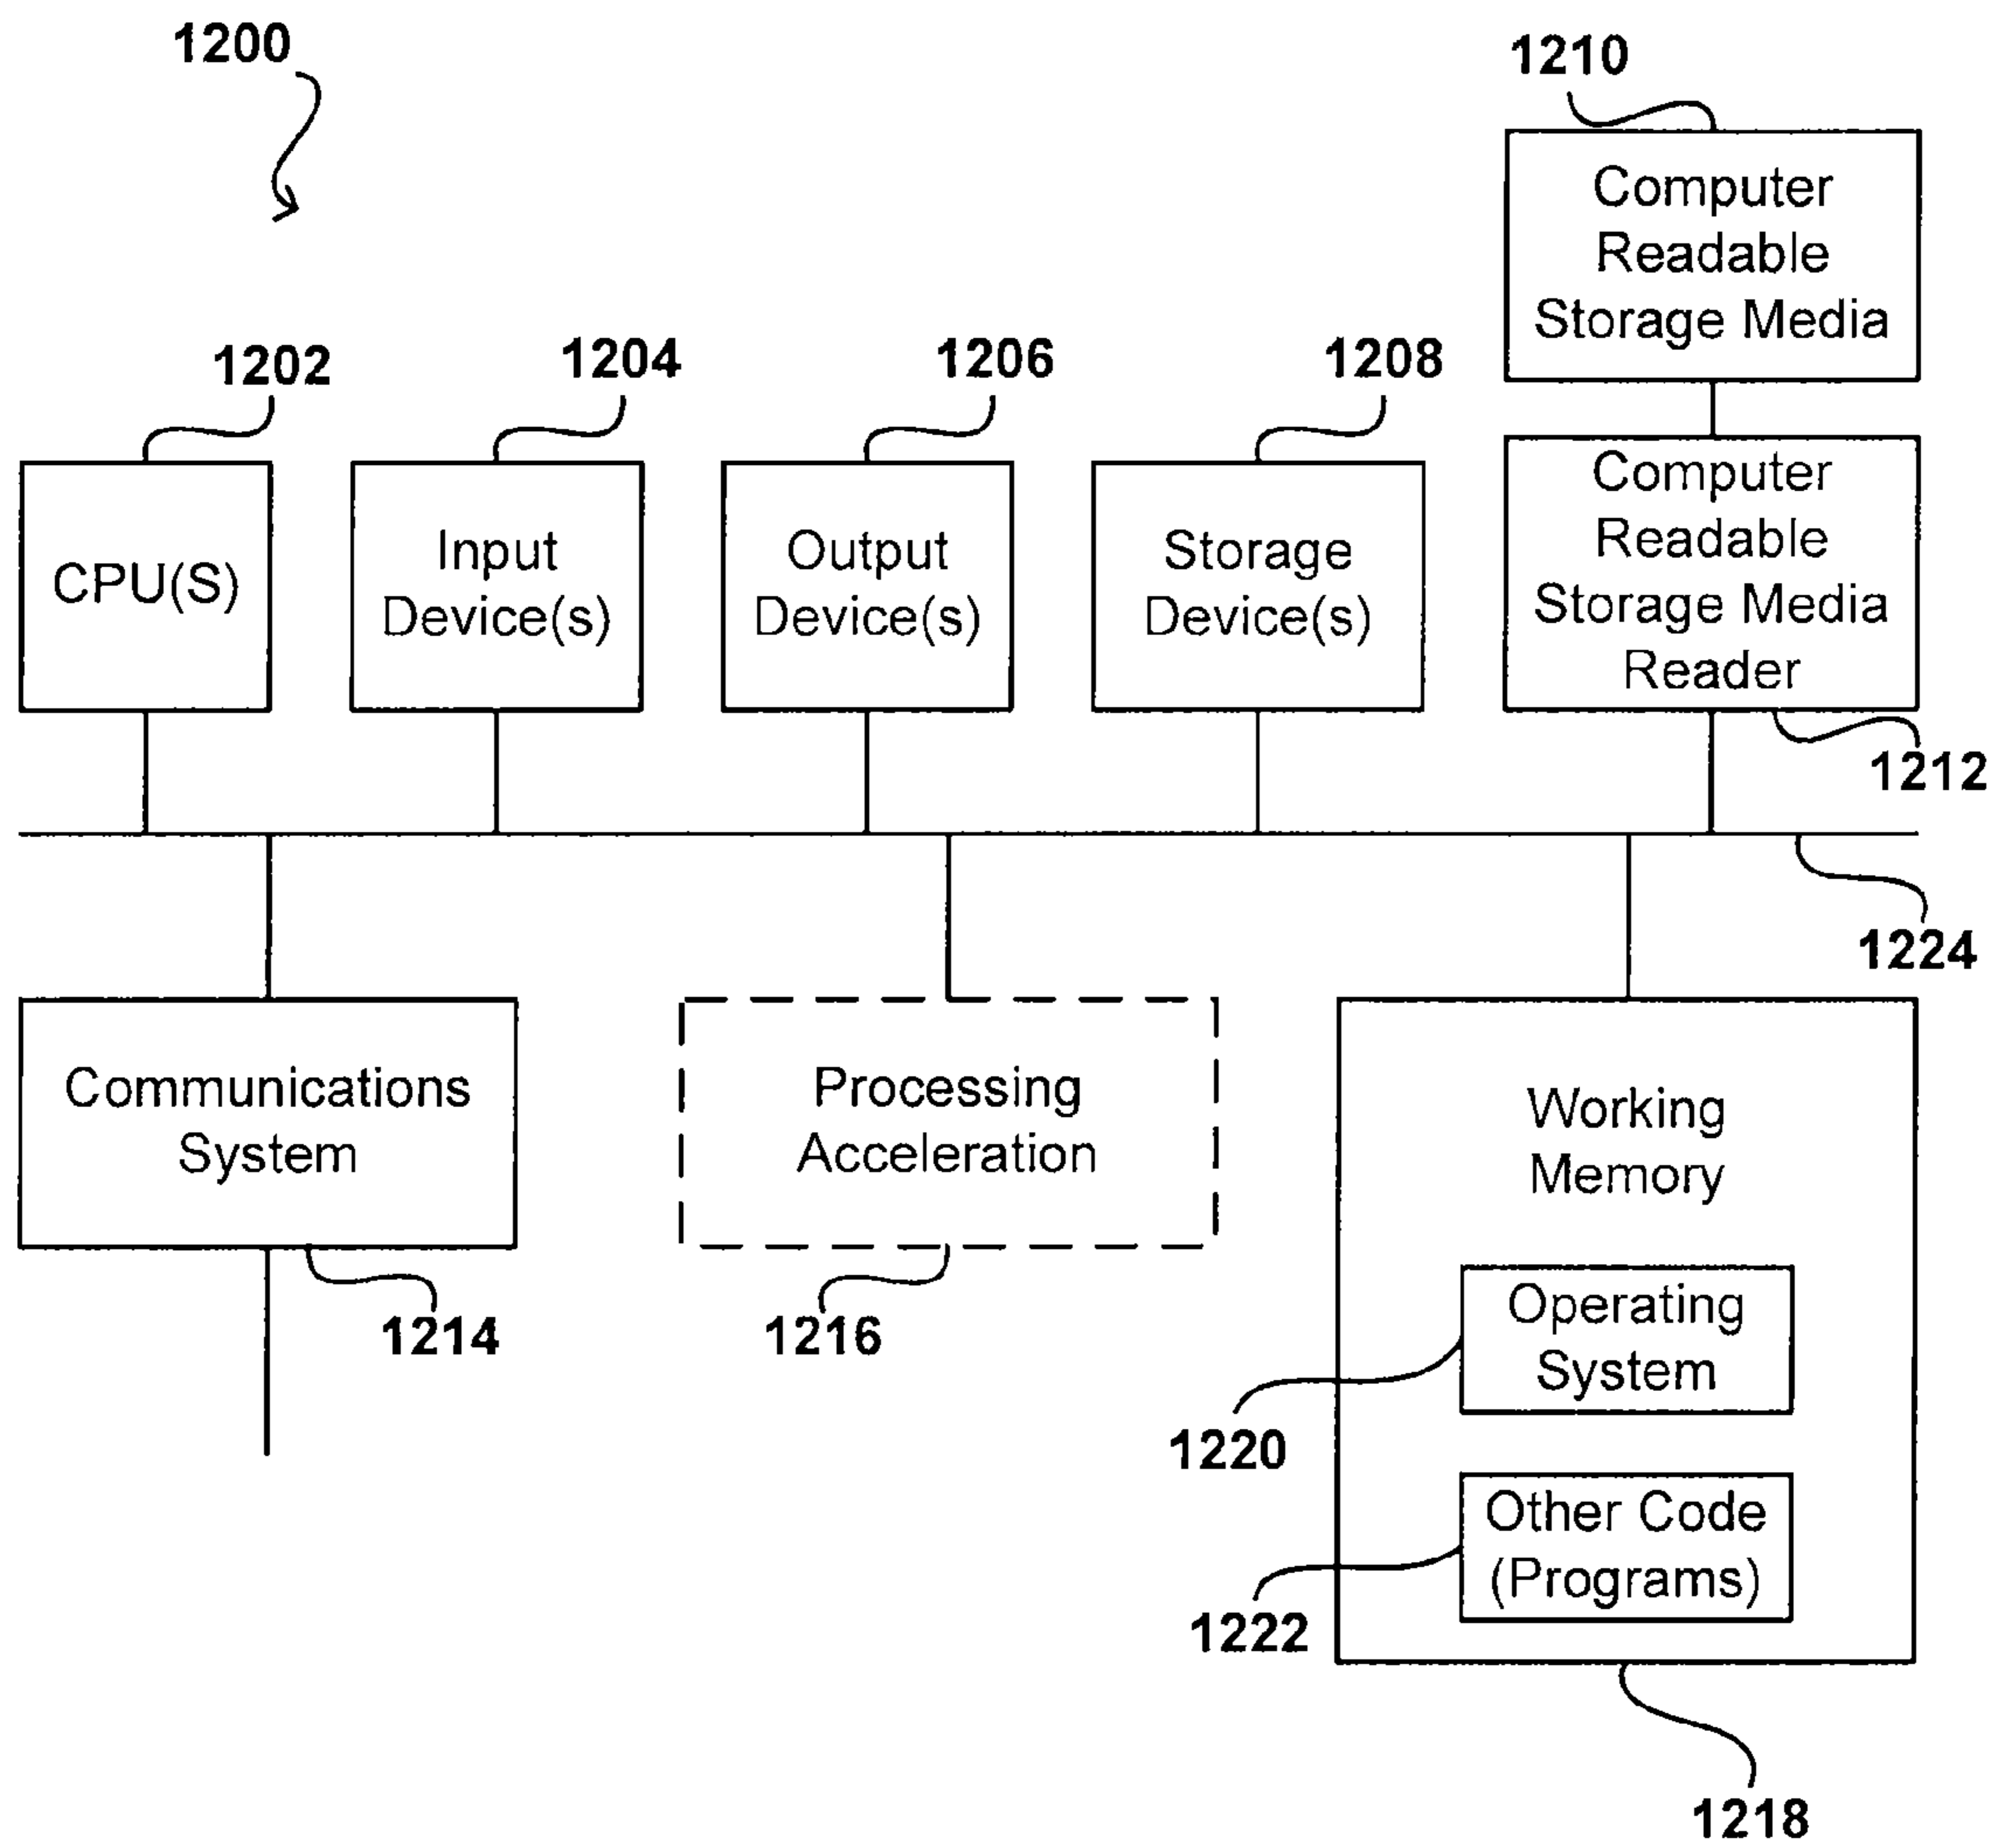 1200
1210
Computer
Readable
Storage Media
1202
1204
1206
1208
CPU(S)
Input
Device(s)
Output
Device(s)
Storage
Device(s)
Computer
Readable
Storage Media
Reader
1212
1224
Communications
System
1214
Processing
Acceleration
1216
Working
Memory
Operating
System
1220
Other Code
(Programs)
1222
1218